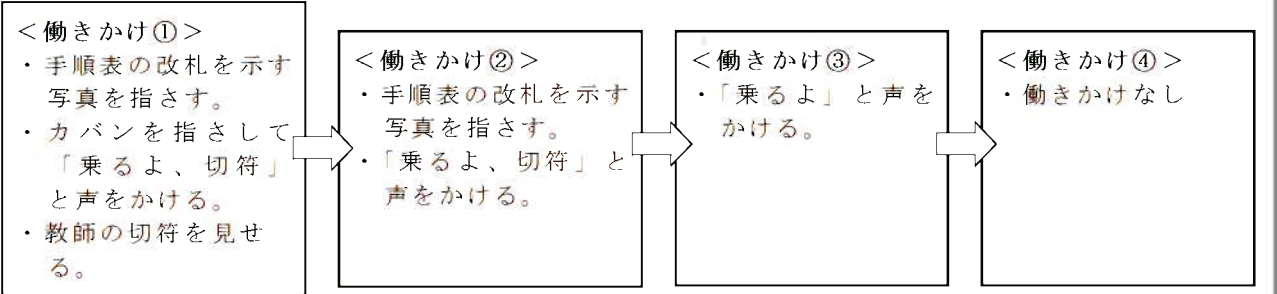 ＜働きかけ①＞
・手順表の改札を示す
写真を指さす。
・カバンを指さして
「乗るよ、切符」
と声をかける。
・教師の切符を見せ
る。
＜働きかけ②＞
・手順表の改札を示す
写真を指さす。
・「乗るよ、切符」と
声をかける。
＜働きかけ③＞
・「乗るよ」と声を
かける。
＜働きかけ④＞
・働きかけなし